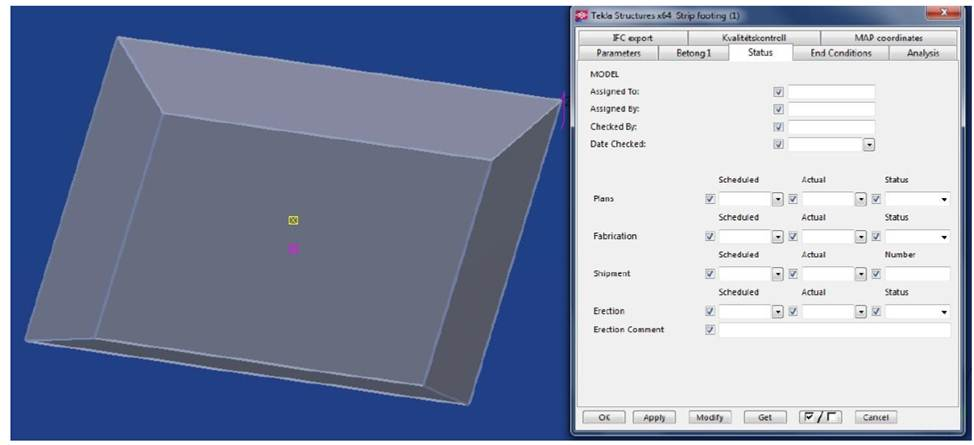 Tekla Structures x64 Strip footing (1)
IFC export Kvalitétskontroll MAP coordinates
Parameters Betong 1 Status End Conditions Analysis
MODEL
Assigned To:
Assigned By:
Checked By:
Date Checked:
Scheduled Actual Status
Plans
Scheduled Actual Status
Fabrication
Scheduled Actual Number
Shipment
Scheduled Actual Status
Erection
Erection Comment
OK Apply Modify Get / Cancel